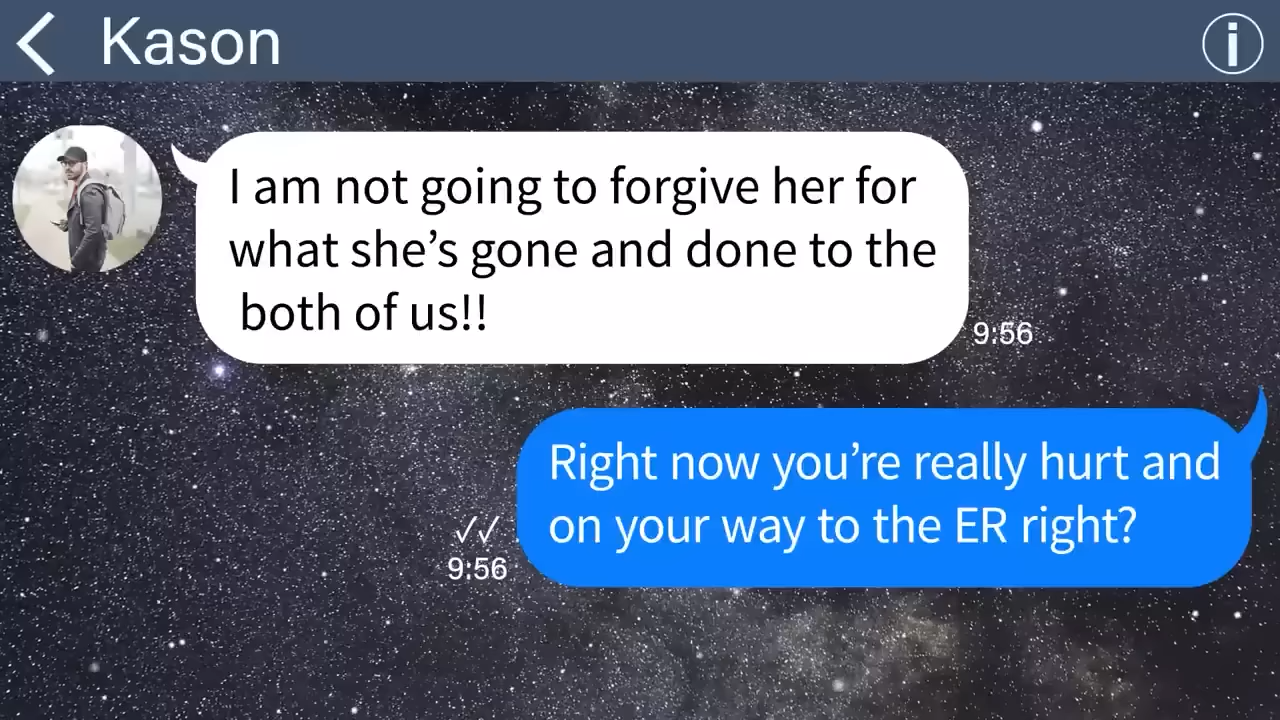 Kason
I am not going to forgive her for
what she’s gone and done to the
both of us!!
9:56
Right now you’re really hurt and
on your way to the ER right?
9:56